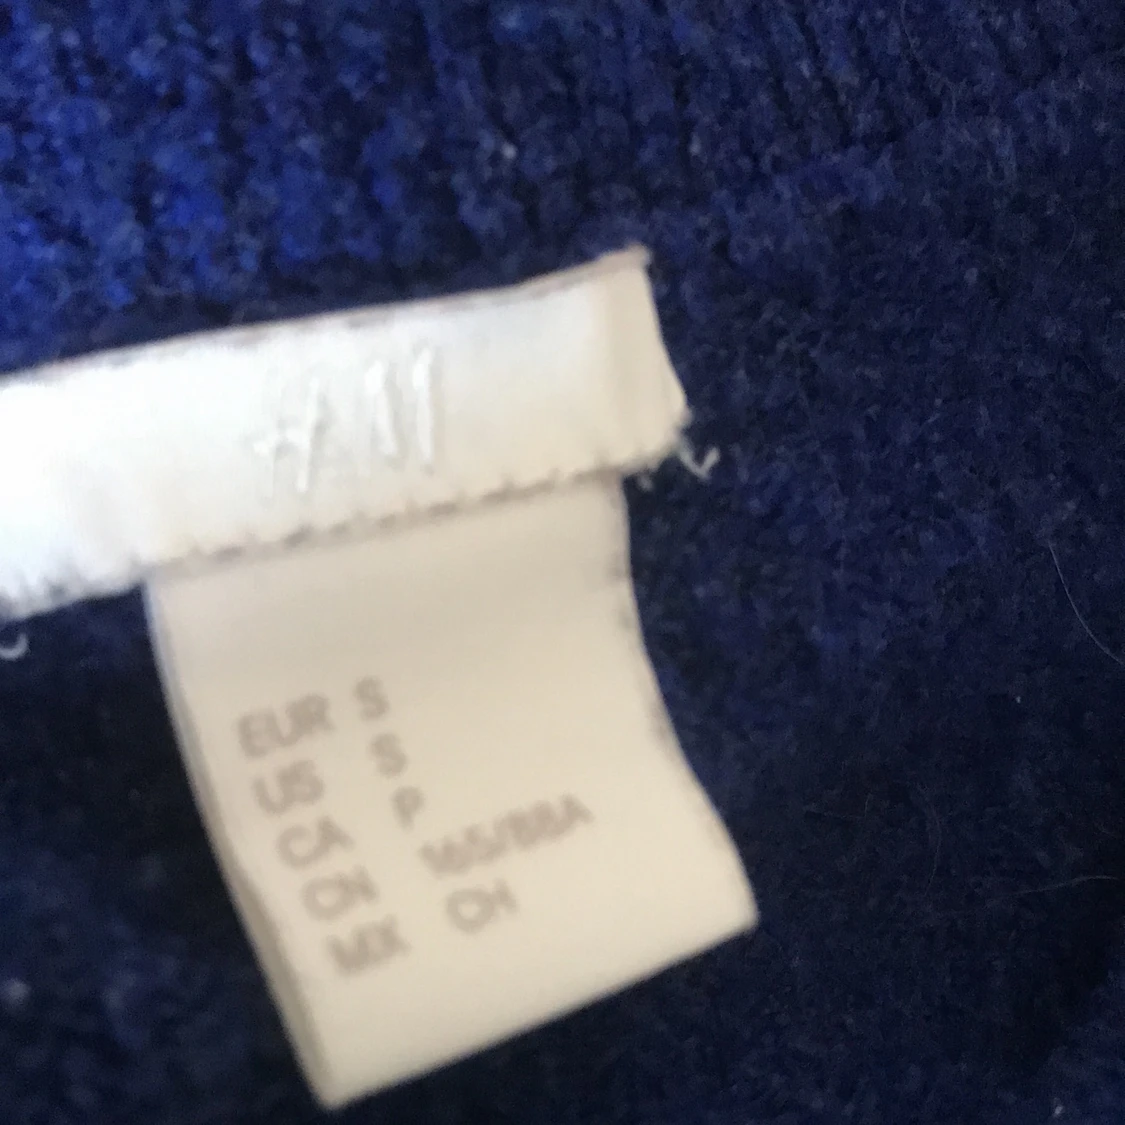 H&M
EUR S
US S
CA P
CN 165/88A
MX CH